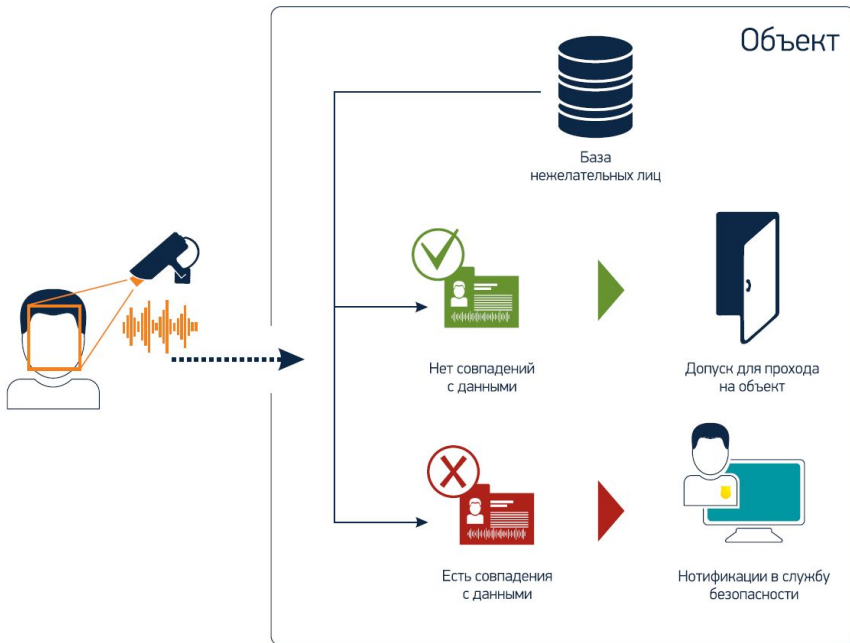 Объект
База
нежелательных лиц
Нет совпадений
с данными
Допуск для прохода
на объект
Есть совпадения
с данными
Нотификации в службу
безопасности